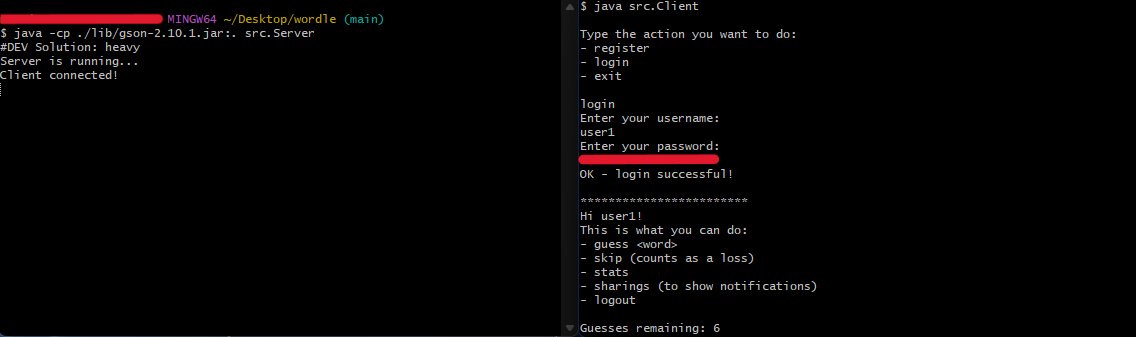 MINGW64 ~/Desktop/wordle (main)
$ java -cp ./lib/gson-2.10.1.jar:. src.Server
#DEV Solution: heavy
Server is running...
Client connected!
$ java src.Client
Type the action you want to do:
- register
- login
- exit
login
Enter your username:
user1
Enter your password:
OK - login successful!
************************
Hi user1!
This is what you can do:
- guess <word>
- skip (counts as a loss)
- stats
- sharings (to show notifications)
- logout
Guesses remaining: 6